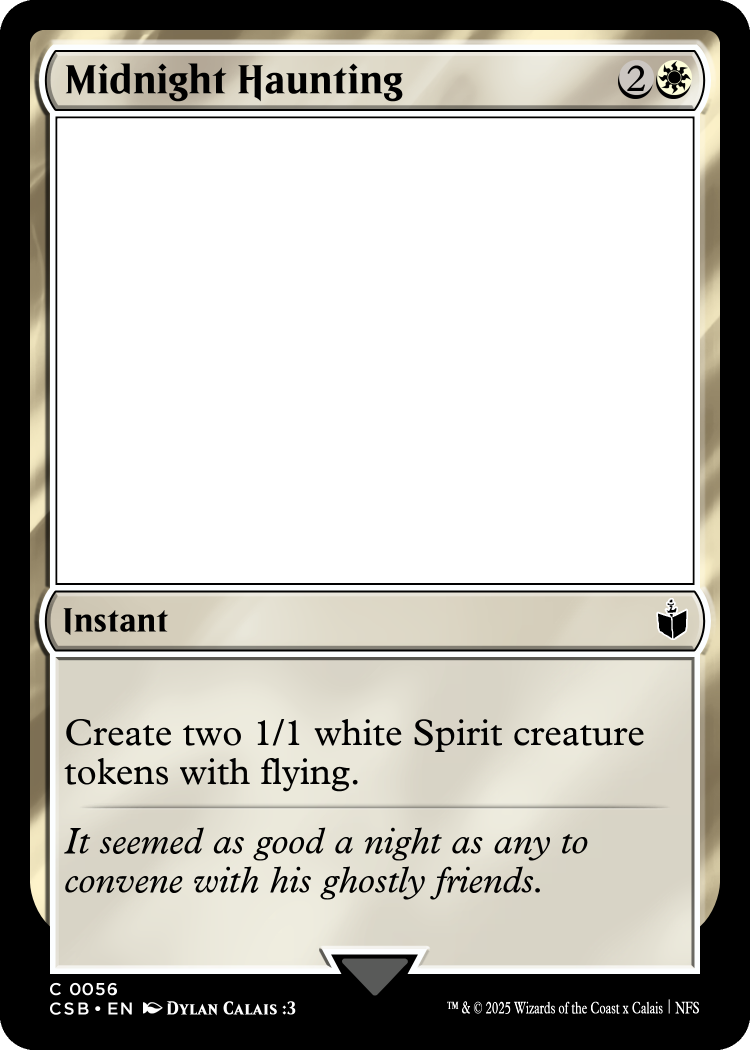 Midnight Haunting 2
Instant
Create two 1/1 white Spirit creature
tokens with flying.
It seemed as good a night as any to
convene with his ghostly friends.
C 0056
CSB • EN Dylan Calais :3
™ & © 2025 Wizards of the Coast x Calais | NFS